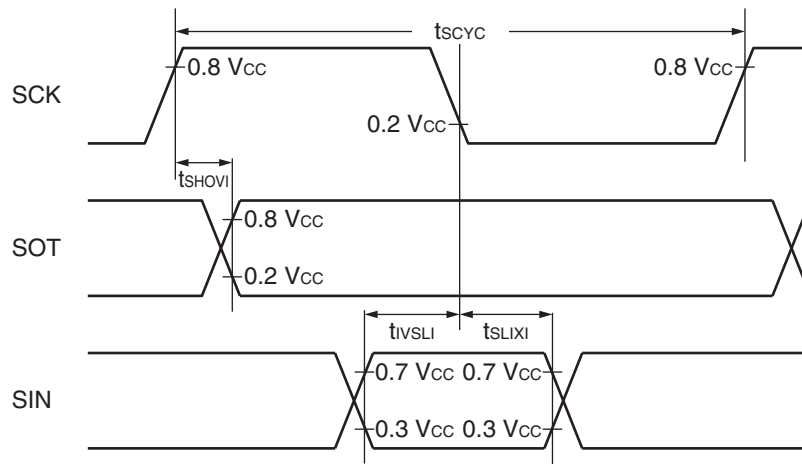 tSCYC
SCK
0.8 VCC
0.8 VCC
0.2 VCC
tSHOVI
SOT
0.8 VCC
0.2 VCC
tIVSLI
tSLIXI
SIN
0.7 VCC
0.7 VCC
0.3 VCC
0.3 VCC